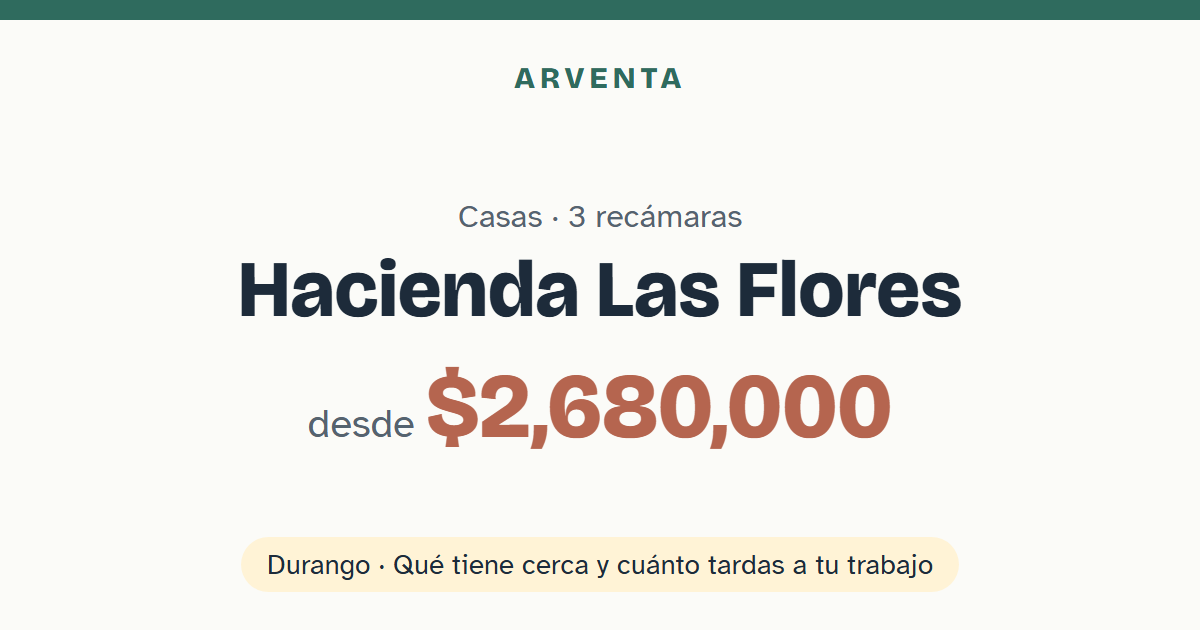 ARVENTA
Casas · 3 recámaras
Hacienda Las Flores
desde $2,680,000
Durango · Qué tiene cerca y cuánto tardas a tu trabajo